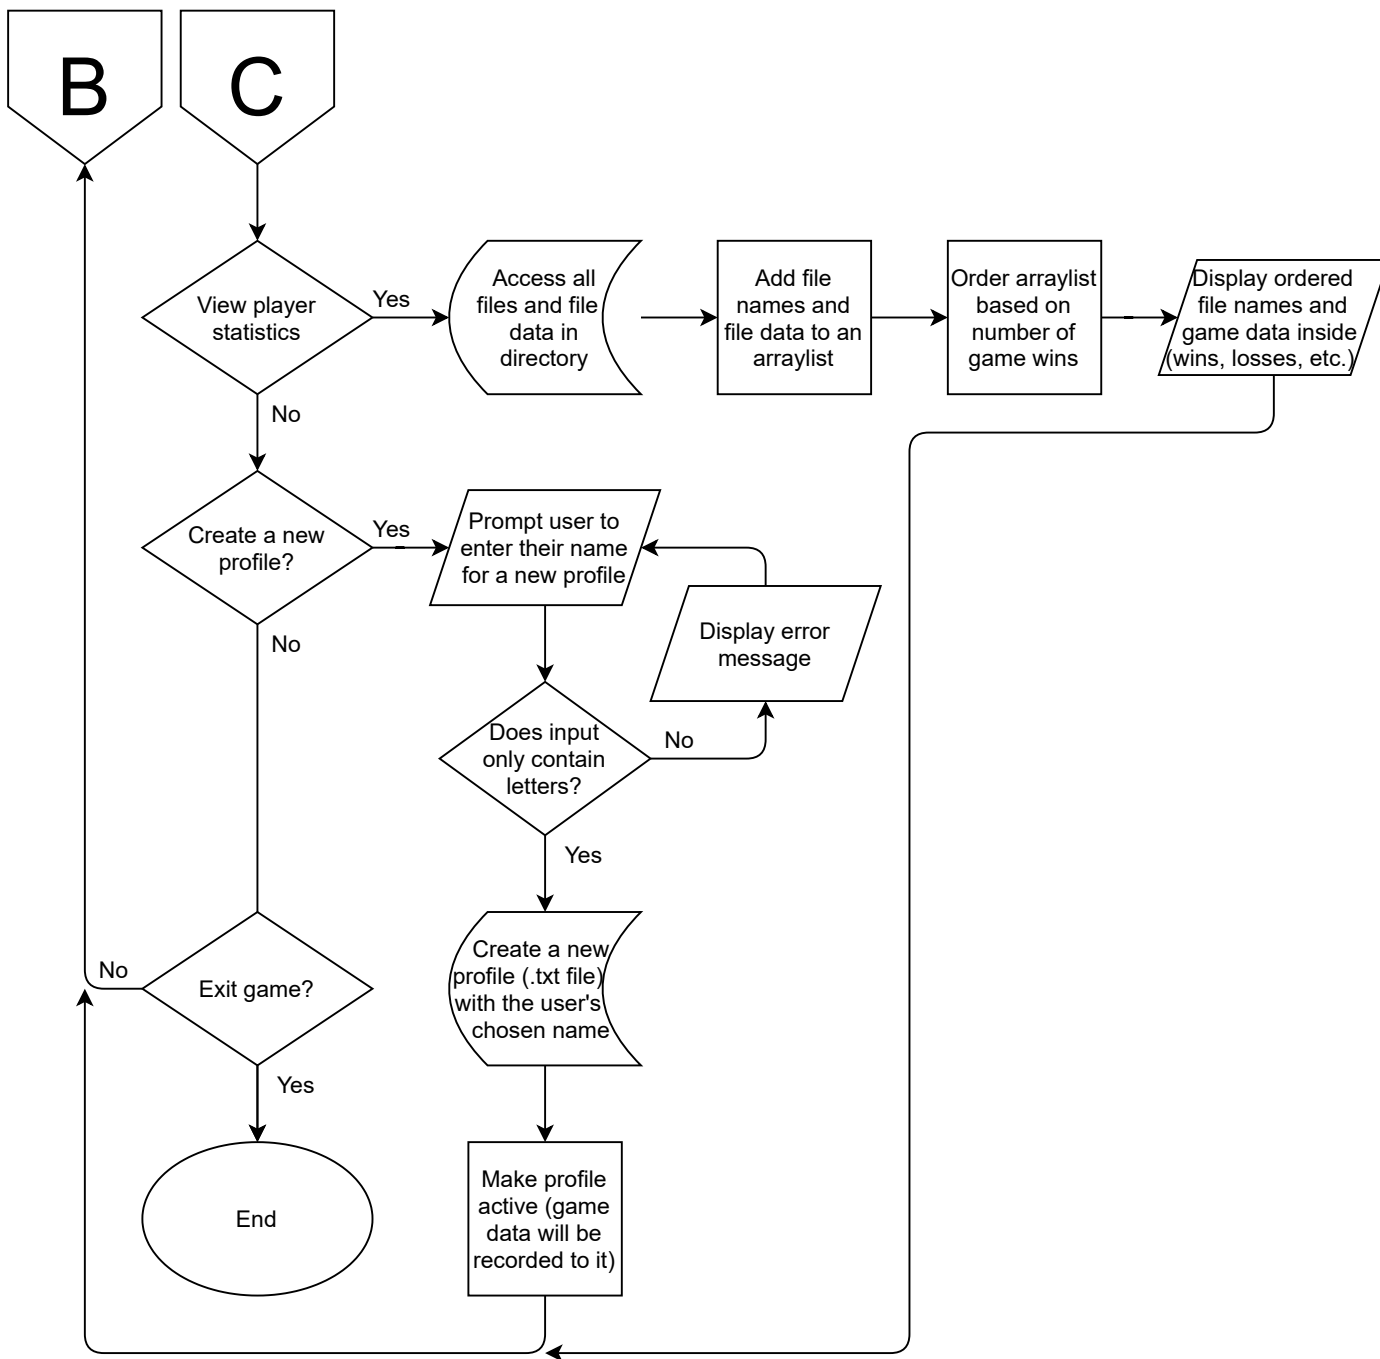 B
C
View player
statistics
Yes
Access all
files and file
data in
directory
Add file
names and
file data to an
arraylist
Order arraylist
based on
number of
game wins
Display ordered
file names and
game data inside
(wins, losses, etc.)
No
Create a new
profile?
Yes
Prompt user to
enter their name
for a new profile
Display error
message
No
Does input
only contain
letters?
No
Yes
Create a new
profile (.txt file)
with the user's
chosen name
No
Exit game?
Yes
Make profile
active (game
data will be
recorded to it)
End